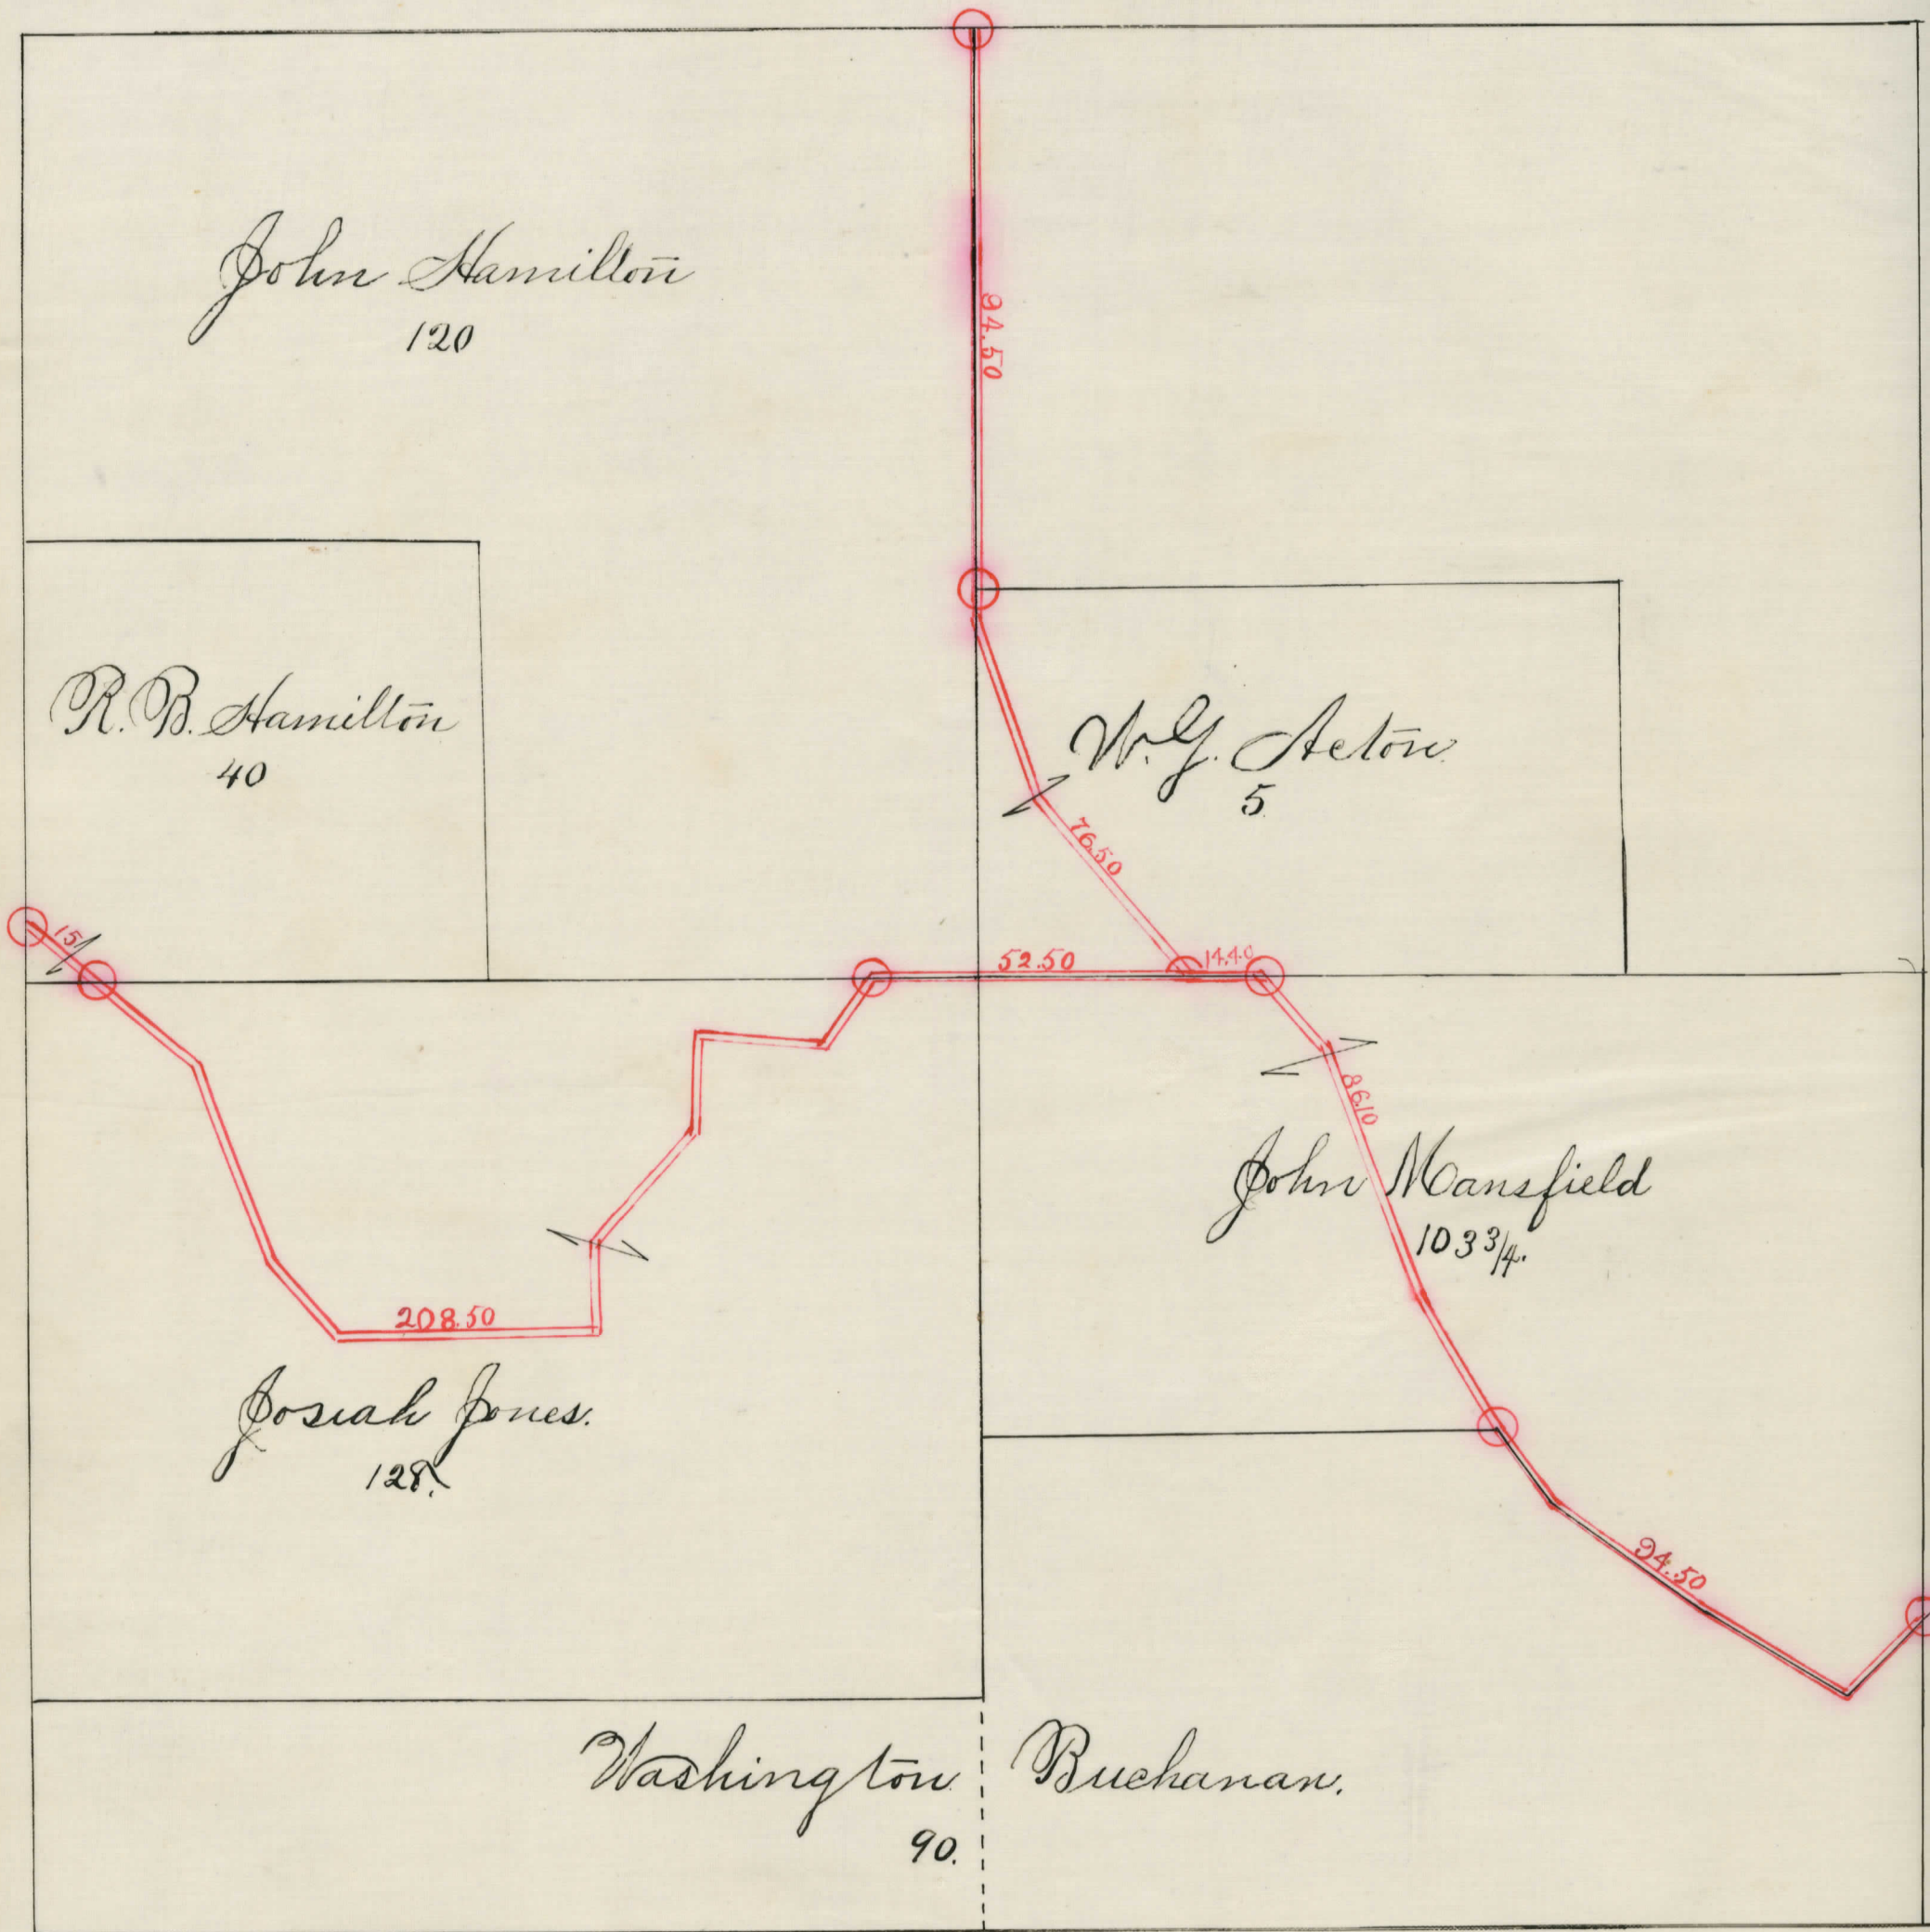 John Hamilton
120
94.50
R. B. Hamilton
40
W. G. Acton
5
76.50
15
52.50
14.40
86.10
John Mansfield
103 3/4.
208.50
Josiah Jones.
128.
94.50
Washington Buchanan.
90.